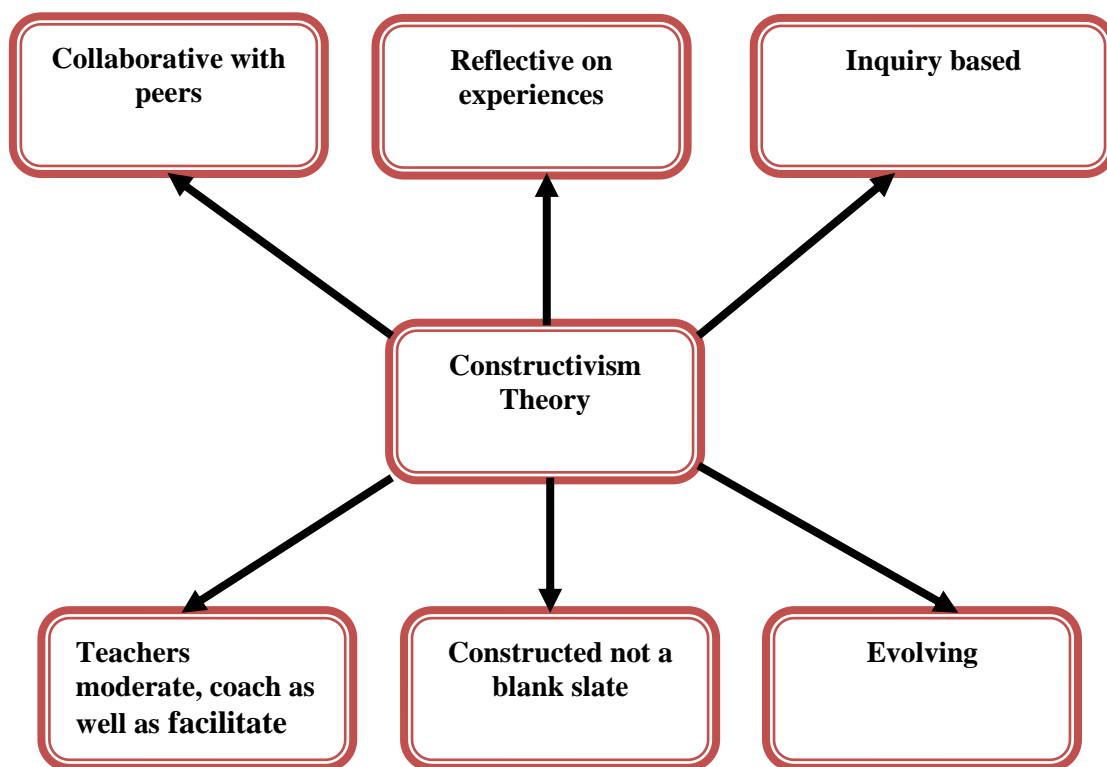 Collaborative with
peers
Reflective on
experiences
Inquiry based
Constructivism
Theory
Teachers
moderate, coach as
well as facilitate
Constructed not a
blank slate
Evolving